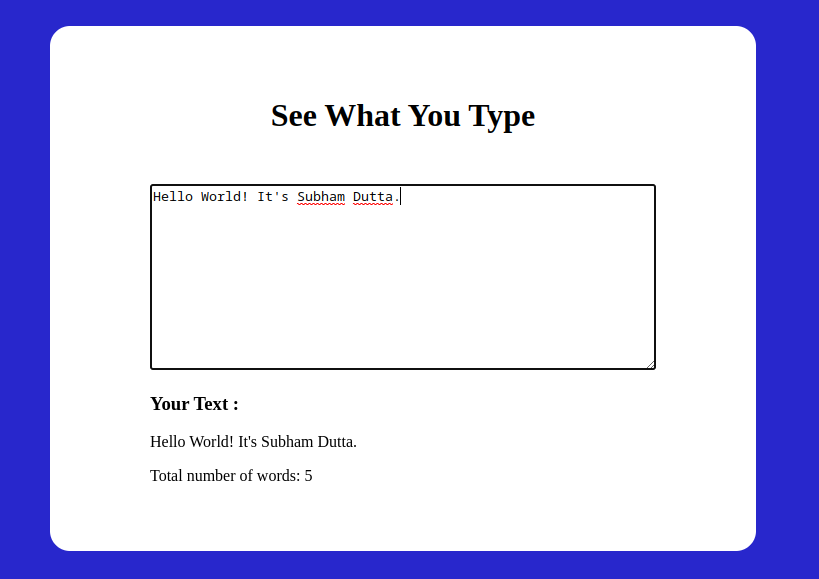 See What You Type
Hello World! It's Subham Dutta.
Your Text :
Hello World! It's Subham Dutta.
Total number of words: 5